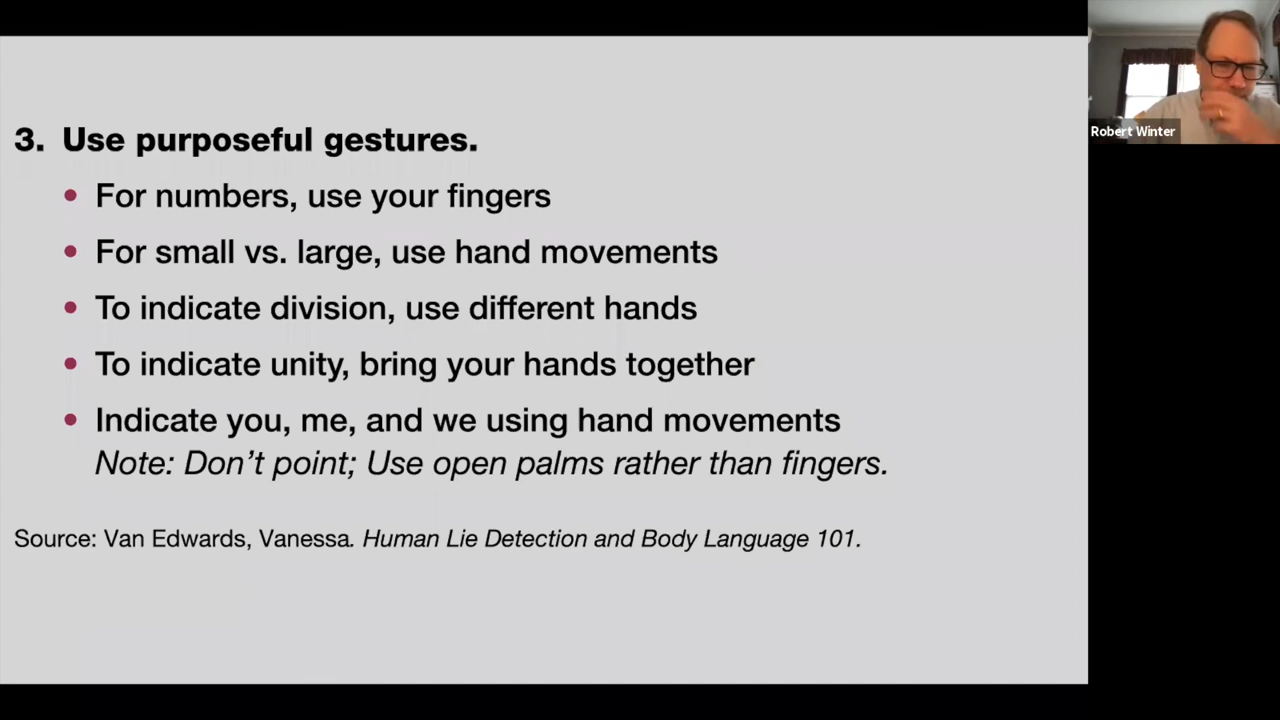 3. Use purposeful gestures.
• For numbers, use your fingers
• For small vs. large, use hand movements
• To indicate division, use different hands
• To indicate unity, bring your hands together
• Indicate you, me, and we using hand movements
Note: Don’t point; Use open palms rather than fingers.
Source: Van Edwards, Vanessa. Human Lie Detection and Body Language 101.
Robert Winter